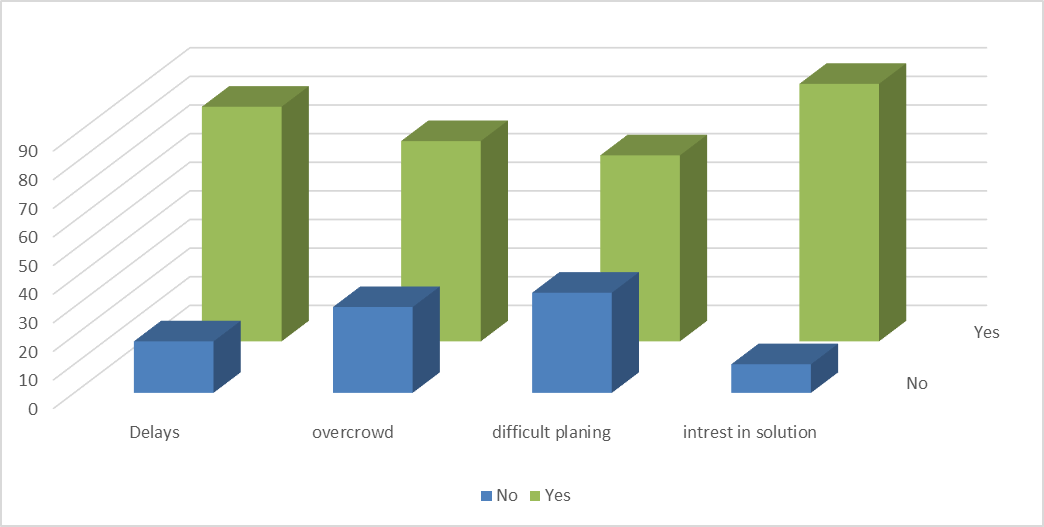 90
80
70
60
50
40
30
20
10
0
Yes
No
Delays overcrowd difficult planing intrest in solution
No Yes